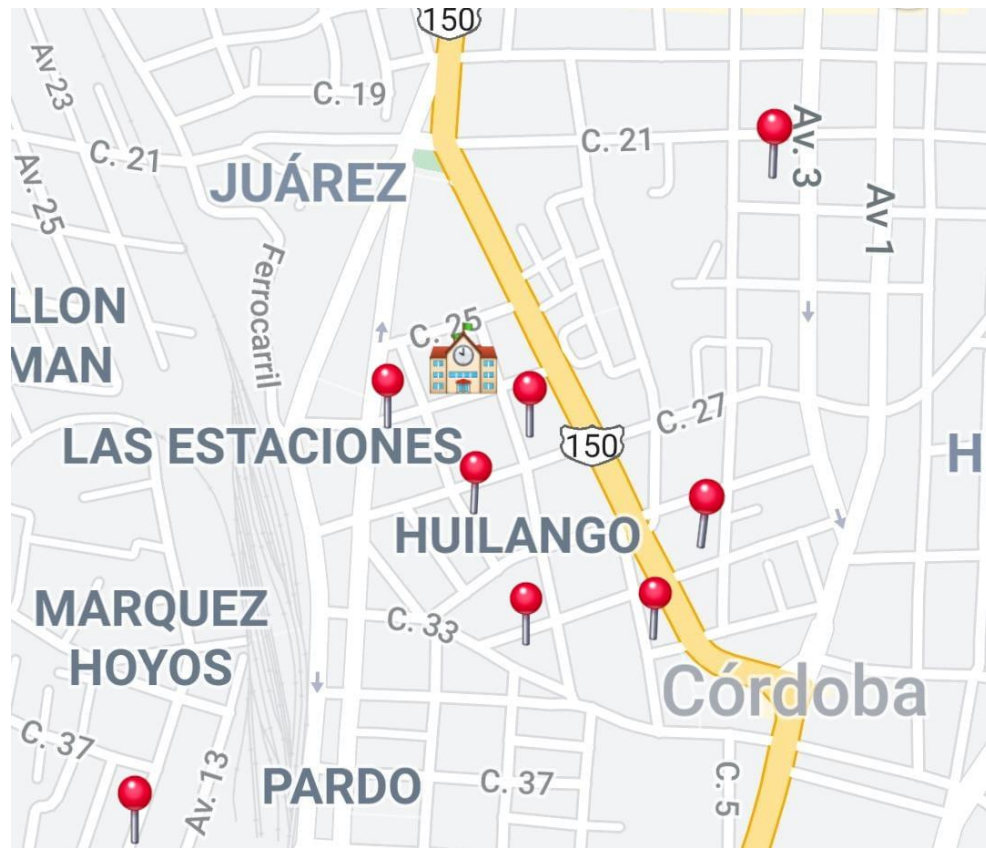 150
Av 23
C. 19
C. 21
C. 21
Av. 3
Av. 25
JUÁREZ
Av 1
Ferrocarril
LLON
MAN
C. 25
C. 27
LAS ESTACIONES
150
H
HUILANGO
MARQUEZ
HOYOS
C. 33
Córdoba
C. 37
Av. 13
PARDO
C. 37
C. 5